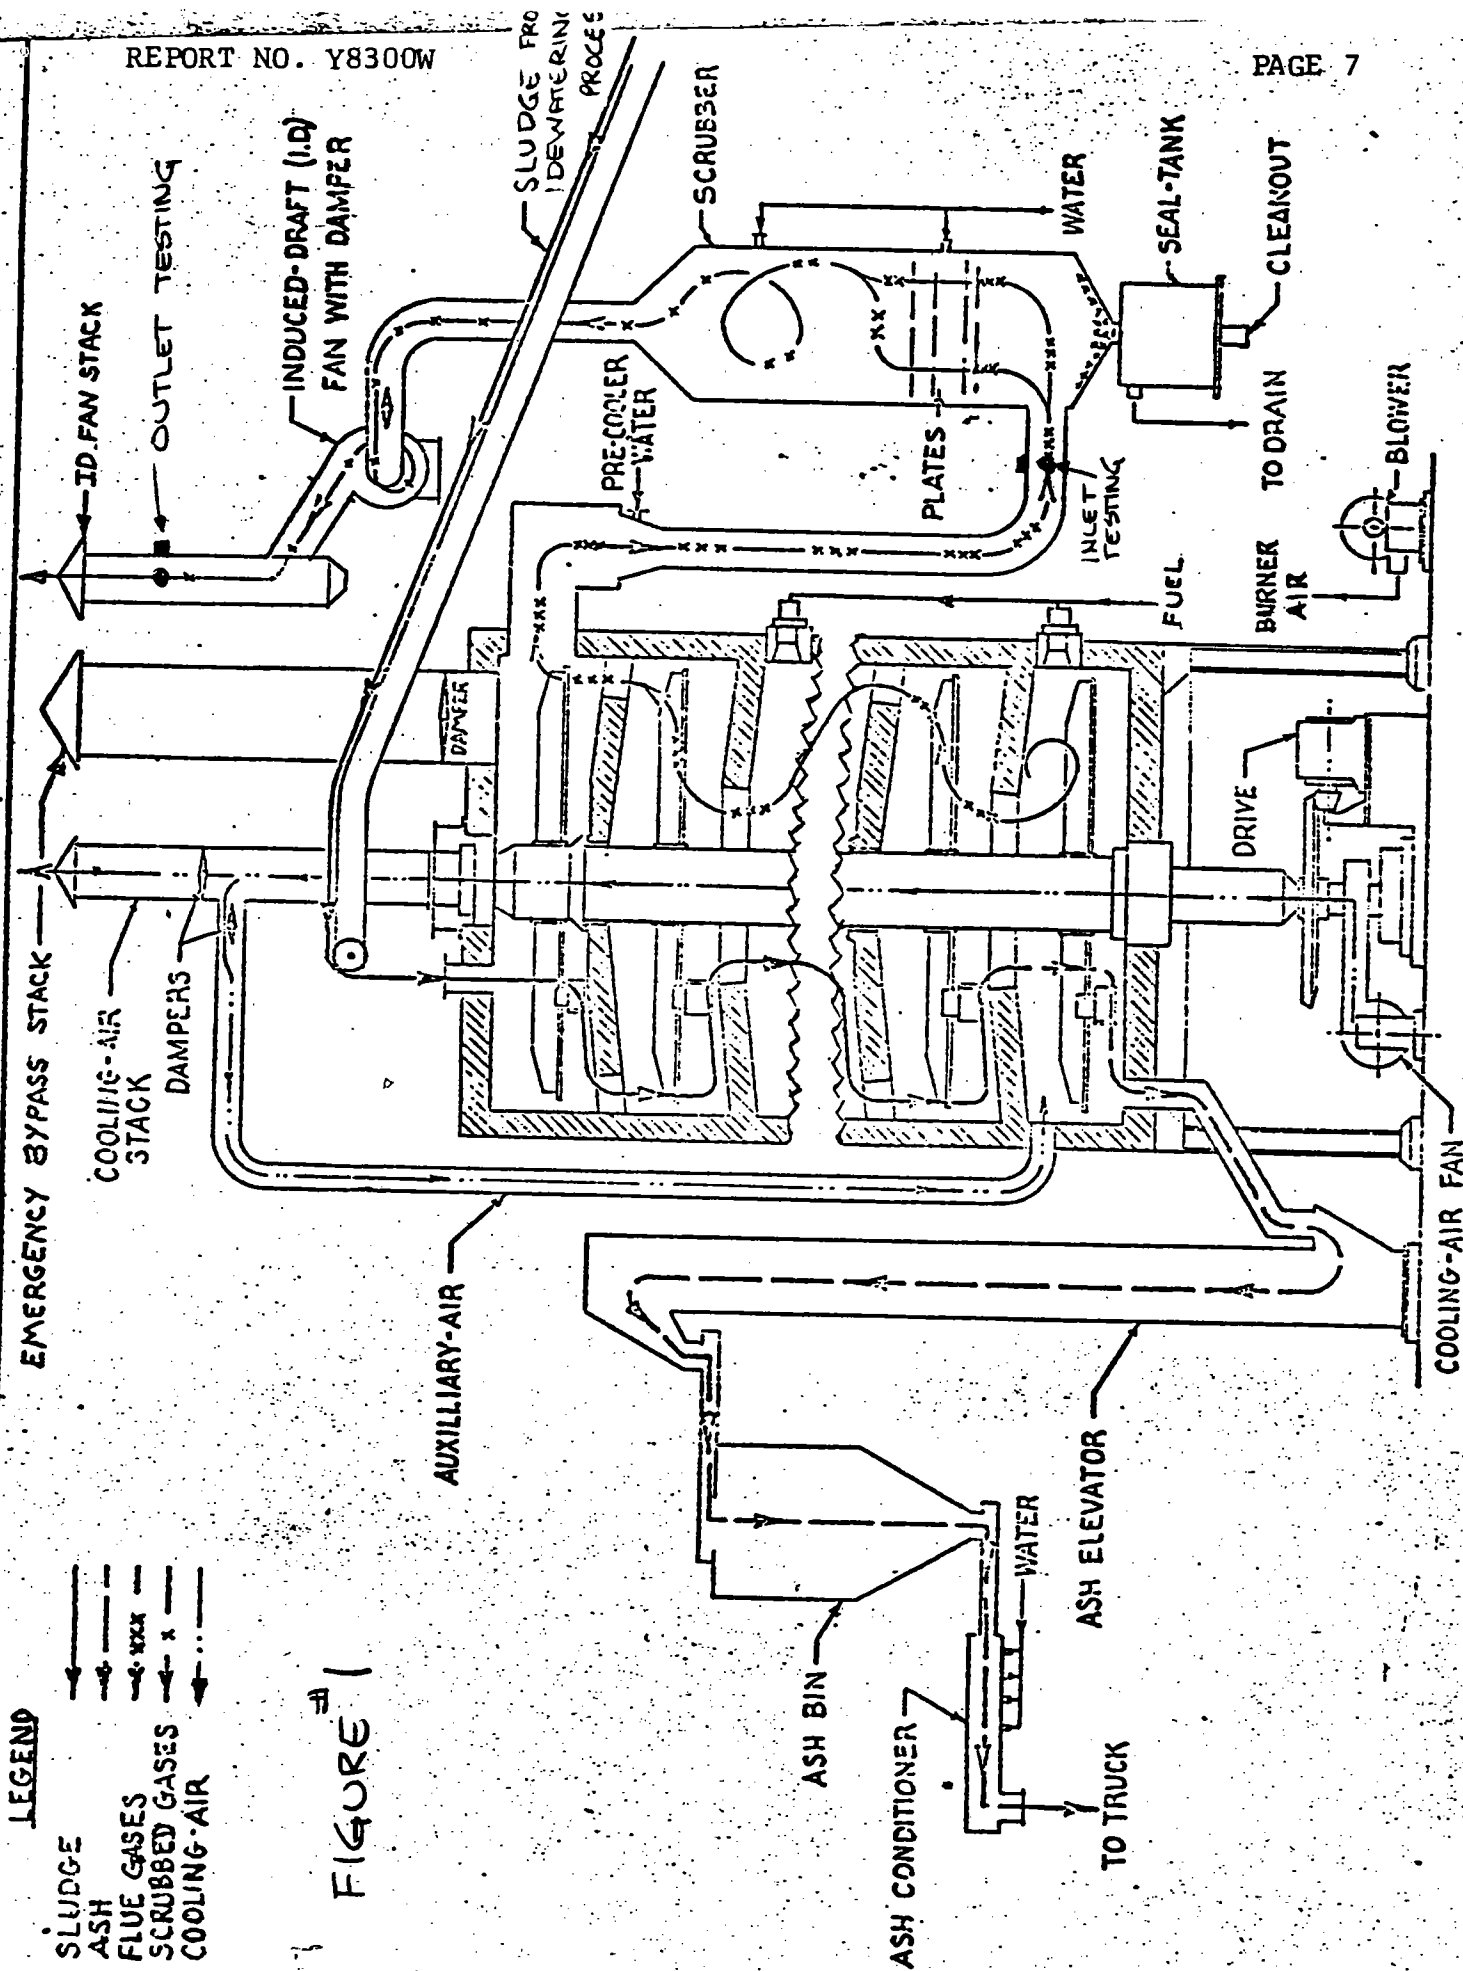 REPORT NO. Y8300W
PAGE 7
LEGEND
SLUDGE
ASH
FLUE GASES
SCRUBBED GASES
COOLING-AIR
FIGURE #1
EMERGENCY BYPASS STACK
COOLING-AIR
STACK
DAMPERS
I.D. FAN STACK
OUTLET TESTING
INDUCED-DRAFT (I.D)
FAN WITH DAMPER
SLUDGE FRO
DEWATERING
PROCES
DAMPER
PRE-COOLER
WATER
SCRUBBER
WATER
PLATES
INLET
TESTING
SEAL-TANK
CLEANOUT
TO DRAIN
FUEL
BURNER
AIR
BLOWER
DRIVE
COOLING-AIR FAN
AUXILLIARY-AIR
ASH ELEVATOR
ASH BIN
WATER
ASH CONDITIONER
TO TRUCK